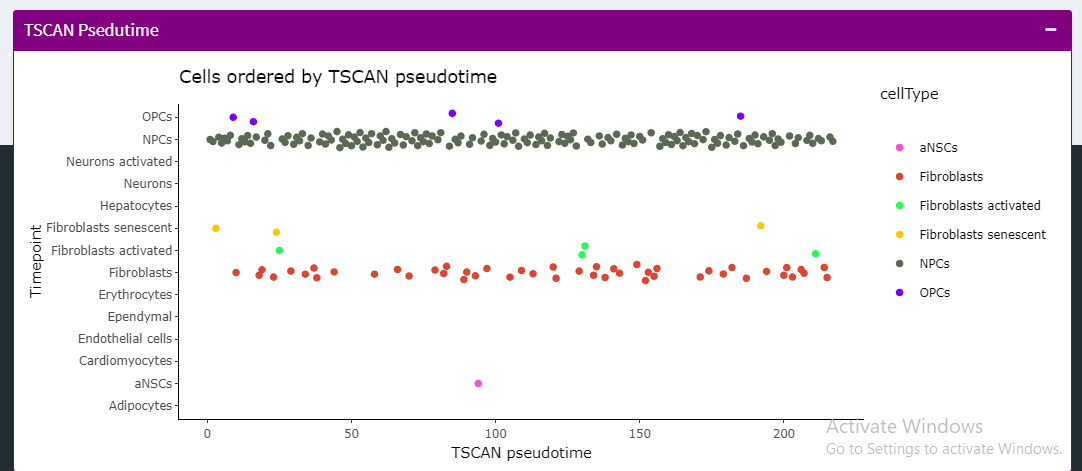 TSCAN Psedutime
Cells ordered by TSCAN pseudotime
cellType
OPCs
NPCs
Neurons activated
Neurons
Hepatocytes
Fibroblasts senescent
Fibroblasts activated
Fibroblasts
Erythrocytes
Ependymal
Endothelial cells
Cardiomyocytes
aNSCs
Adipocytes
Timepoint
0 50 100 150 200
TSCAN pseudotime
aNSCs
Fibroblasts
Fibroblasts activated
Fibroblasts senescent
NPCs
OPCs
Activate Windows
Go to Settings to activate Windows.